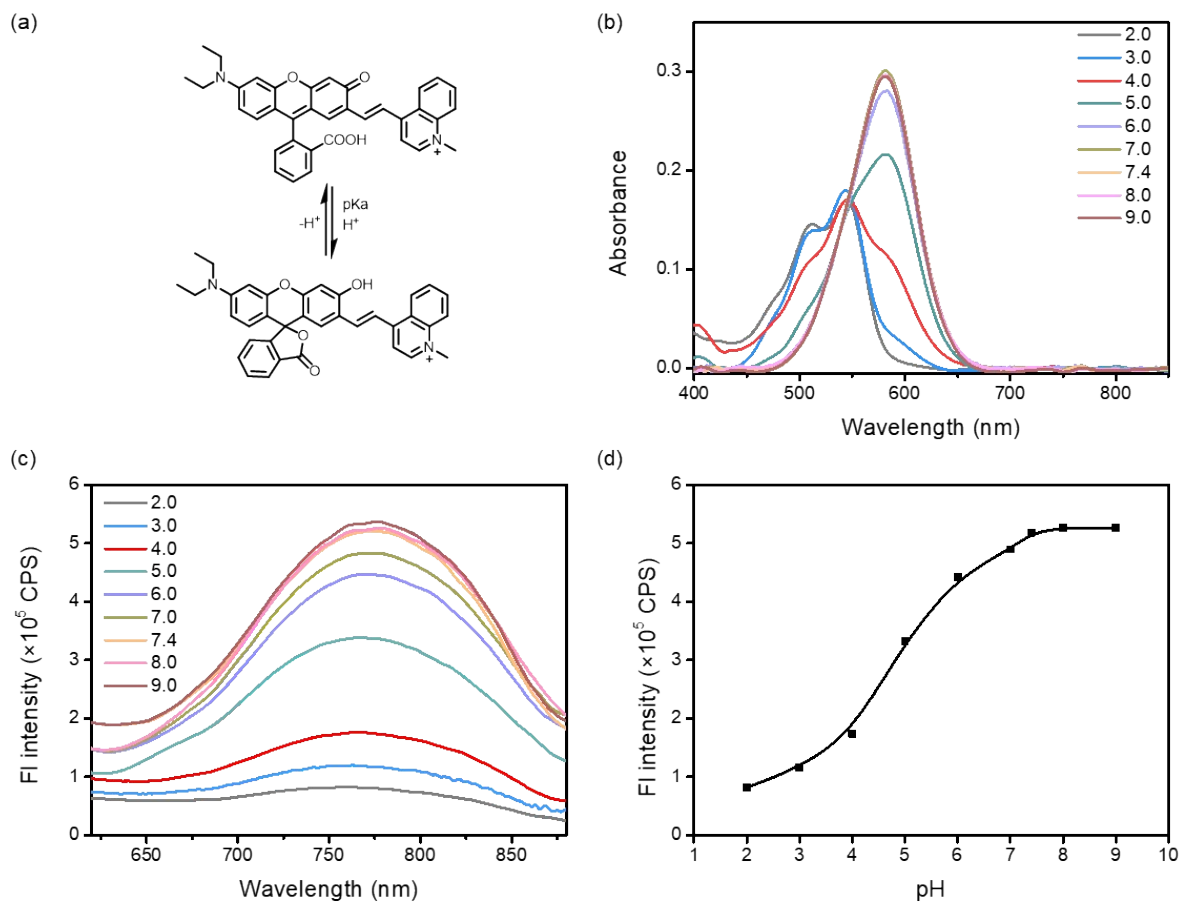 (a)
N
O
O
COOH
N
+
-H⁺
pKa
H⁺
N
O
OH
O
O
N
+
(b)
2.0
3.0
4.0
5.0
6.0
7.0
7.4
8.0
9.0
0.3
0.2
0.1
0.0
Absorbance
400 500 600 700 800
Wavelength (nm)
(c)
2.0
3.0
4.0
5.0
6.0
7.0
7.4
8.0
9.0
6
5
4
3
2
1
0
FI intensity (×10⁵ CPS)
650 700 750 800 850
Wavelength (nm)
(d)
6
5
4
3
2
1
0
FI intensity (×10⁵ CPS)
1 2 3 4 5 6 7 8 9 10
pH